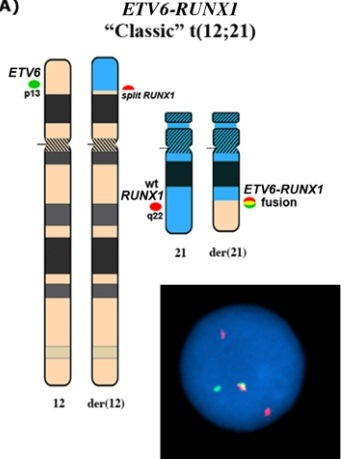 A)
ETV6-RUNX1
“Classic” t(12;21)
ETV6
p13
split RUNX1
wt
RUNX1
q22
ETV6-RUNX1
fusion
21
der(21)
12
der(12)